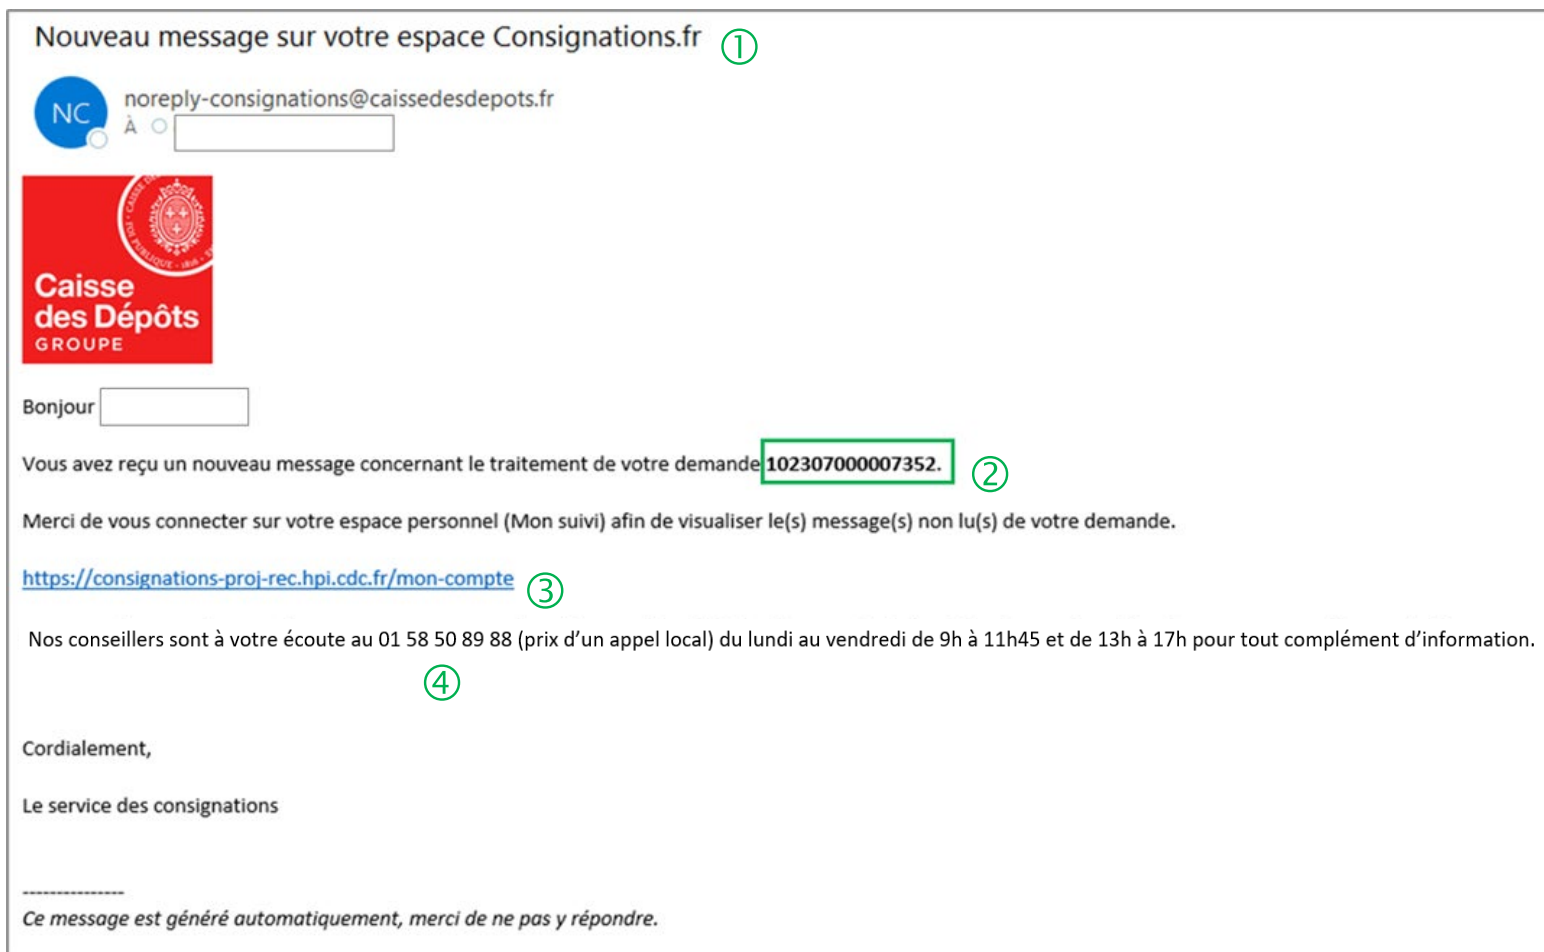 Nouveau message sur votre espace Consignations.fr ①
NC
noreply-consignations@caissedesdepots.fr
À
Caisse
des Dépôts
GROUPE
Bonjour
Vous avez reçu un nouveau message concernant le traitement de votre demande 102307000007352. ②
Merci de vous connecter sur votre espace personnel (Mon suivi) afin de visualiser le(s) message(s) non lu(s) de votre demande.
https://consignations-proj-rec.hpi.cdc.fr/mon-compte ③
Nos conseillers sont à votre écoute au 01 58 50 89 88 (prix d’un appel local) du lundi au vendredi de 9h à 11h45 et de 13h à 17h pour tout complément d’information.
④
Cordialement,
Le service des consignations
---------------
Ce message est généré automatiquement, merci de ne pas y répondre.